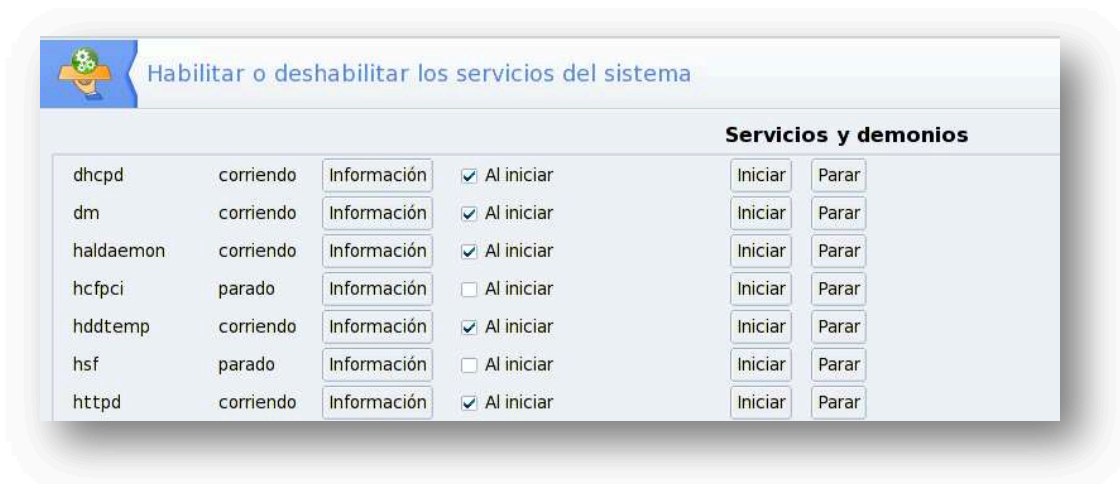 Habilitar o deshabilitar los servicios del sistema
Servicios y demonios
dhcpd corriendo Información Al iniciar Iniciar Parar
dm corriendo Información Al iniciar Iniciar Parar
haldaemon corriendo Información Al iniciar Iniciar Parar
hcfpci parado Información Al iniciar Iniciar Parar
hddtemp corriendo Información Al iniciar Iniciar Parar
hsf parado Información Al iniciar Iniciar Parar
httpd corriendo Información Al iniciar Iniciar Parar